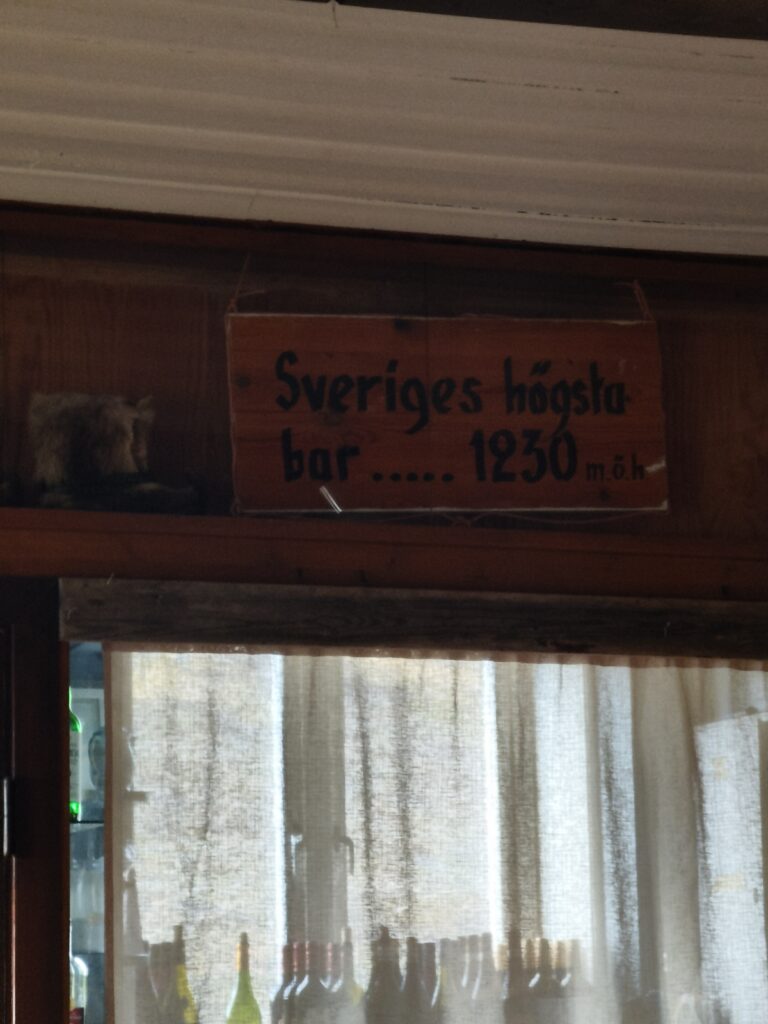 Sveriges högsta
bar ..... 1230 m.ö.h